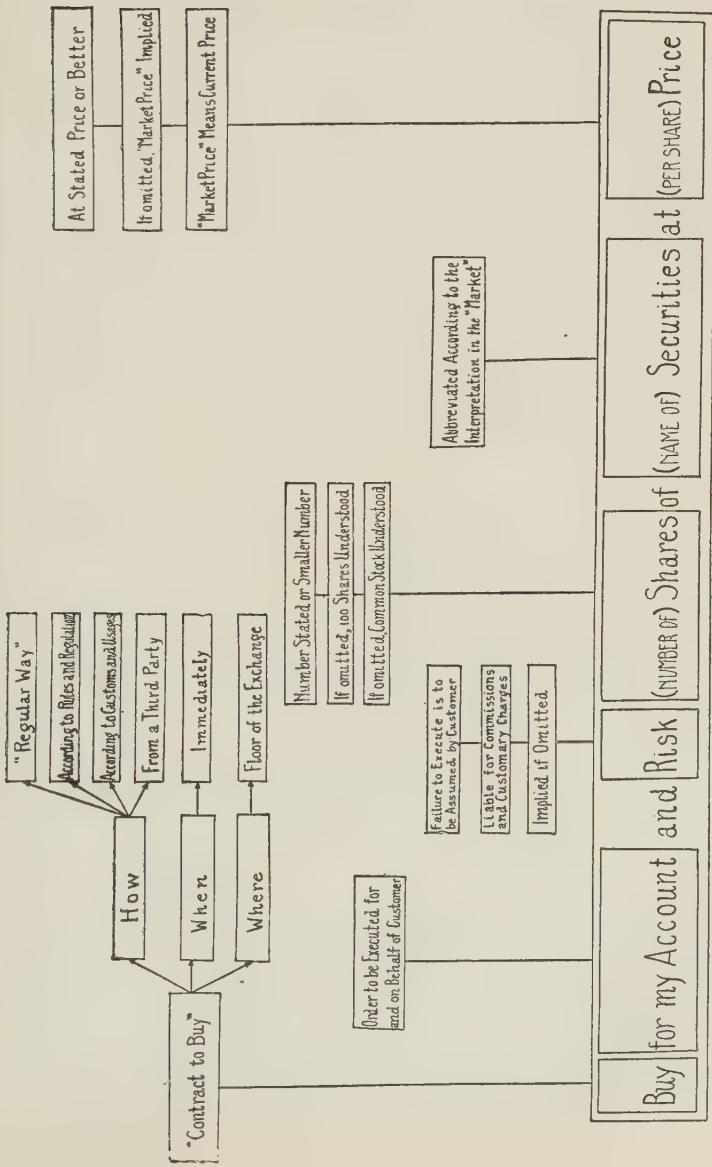 "Contract to Buy"
How
"Regular Way"
According to Rules and Regulation
According to Customs and Usages
From a Third Party
When
Immediately
Where
Floor of the Exchange
Order to be Executed for
and on Behalf of Customer
Failure to Execute is to
be Assumed by Customer
Liable for Commissions
and Customary Charges
Implied if Omitted
Number Stated or Smaller Number
If omitted, 100 Shares Understood
If omitted, Common Stock Understood
Abbreviated According to the
Interpretation in the "Market"
At Stated Price or Better
If omitted, "Market Price" Implied
"Market Price" Means Current Price
Buy for my Account and Risk (NUMBER OF) Shares of (NAME OF) Securities at (PER SHARE) Price